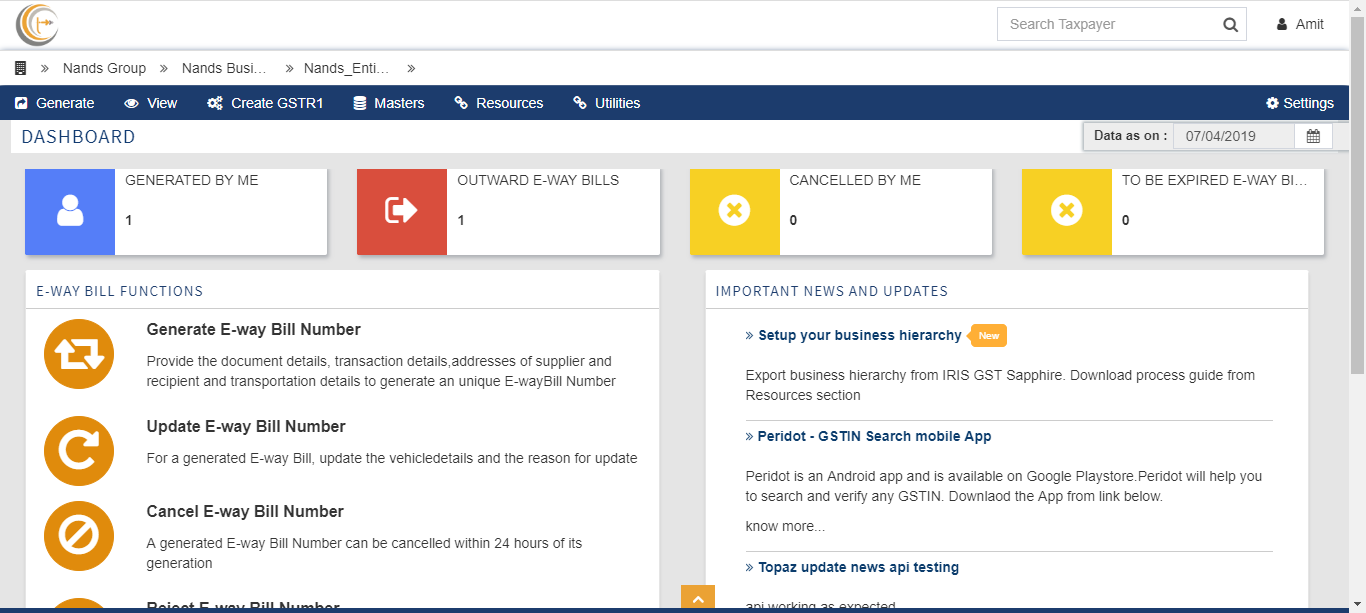 Search Taxpayer
Amit
» Nands Group » Nands Busi... » Nands_Enti... »
Generate View Create GSTR1 Masters Resources Utilities Settings
DASHBOARD
Data as on : 07/04/2019
GENERATED BY ME
1
OUTWARD E-WAY BILLS
1
CANCELLED BY ME
0
TO BE EXPIRED E-WAY BI...
0
E-WAY BILL FUNCTIONS
Generate E-way Bill Number
Provide the document details, transaction details,addresses of supplier and
recipient and transportation details to generate an unique E-wayBill Number
Update E-way Bill Number
For a generated E-way Bill, update the vehicledetails and the reason for update
Cancel E-way Bill Number
A generated E-way Bill Number can be cancelled within 24 hours of its
generation
Reject E-way Bill Number
IMPORTANT NEWS AND UPDATES
» Setup your business hierarchy New
Export business hierarchy from IRIS GST Sapphire. Download process guide from
Resources section
» Peridot - GSTIN Search mobile App
Peridot is an Android app and is available on Google Playstore.Peridot will help you
to search and verify any GSTIN. Downlaod the App from link below.
know more...
» Topaz update news api testing
api working as expected